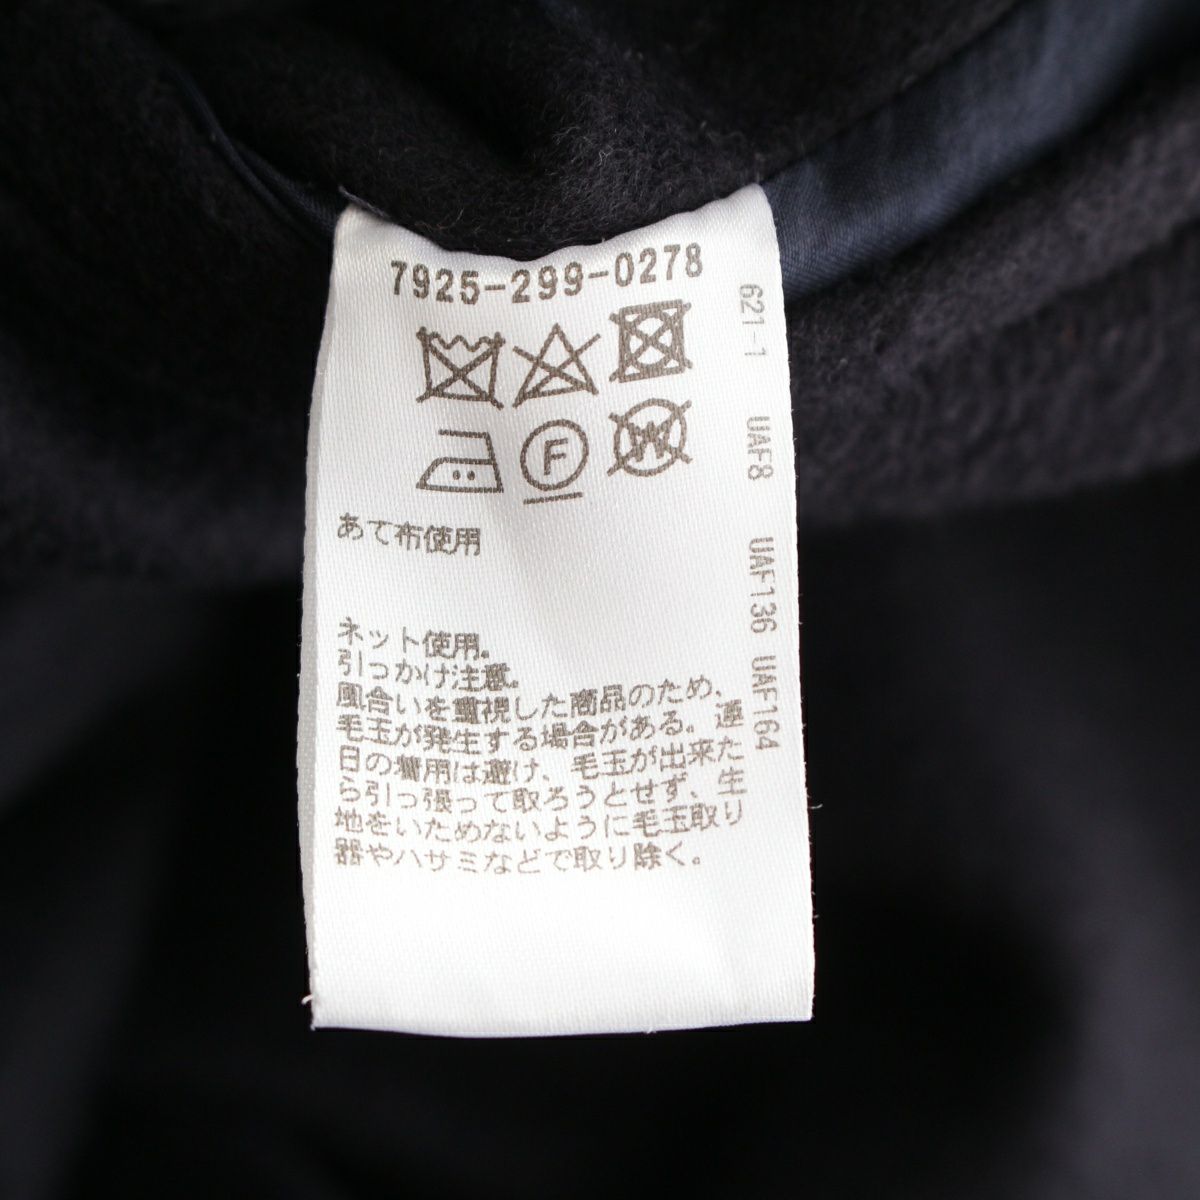 7925-299-0278
F
W
あて布使用
ネット使用。
引っかけ注意。
風合いを重視した商品のため、
毛玉が発生する場合がある。連
日の着用は避け、毛玉が出来た
ら引っ張って取ろうとせず、生
地をいためないように毛玉取り
器やハサミなどで取り除く。
621-1 UAF8 UAF136 UAF164